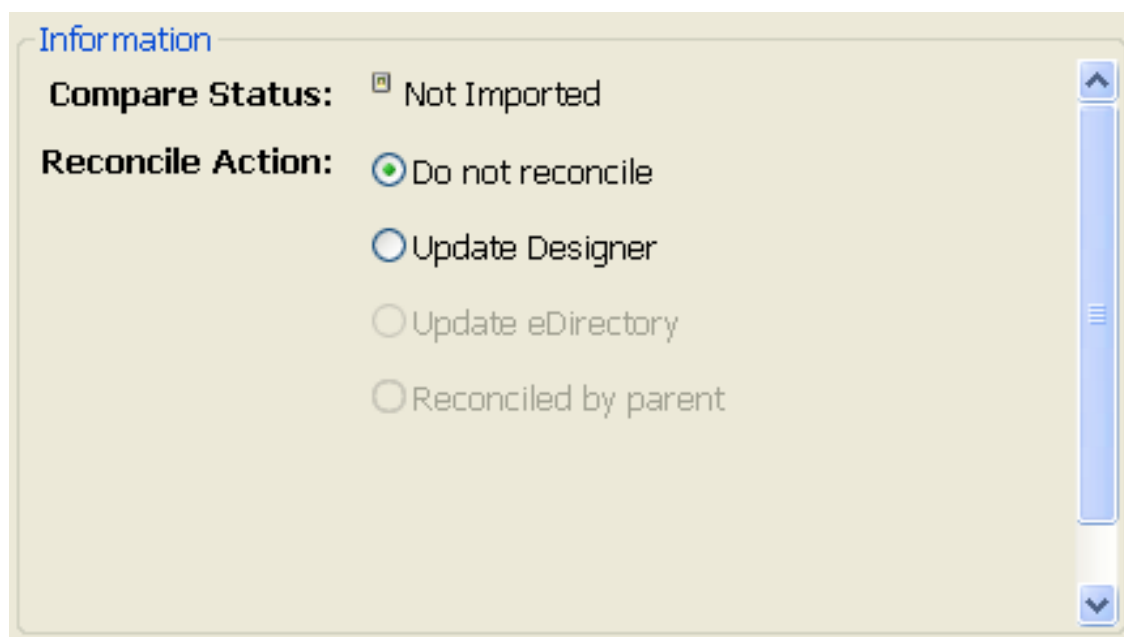 Information
Compare Status: Not Imported
Reconcile Action: Do not reconcile
Update Designer
Update eDirectory
Reconciled by parent